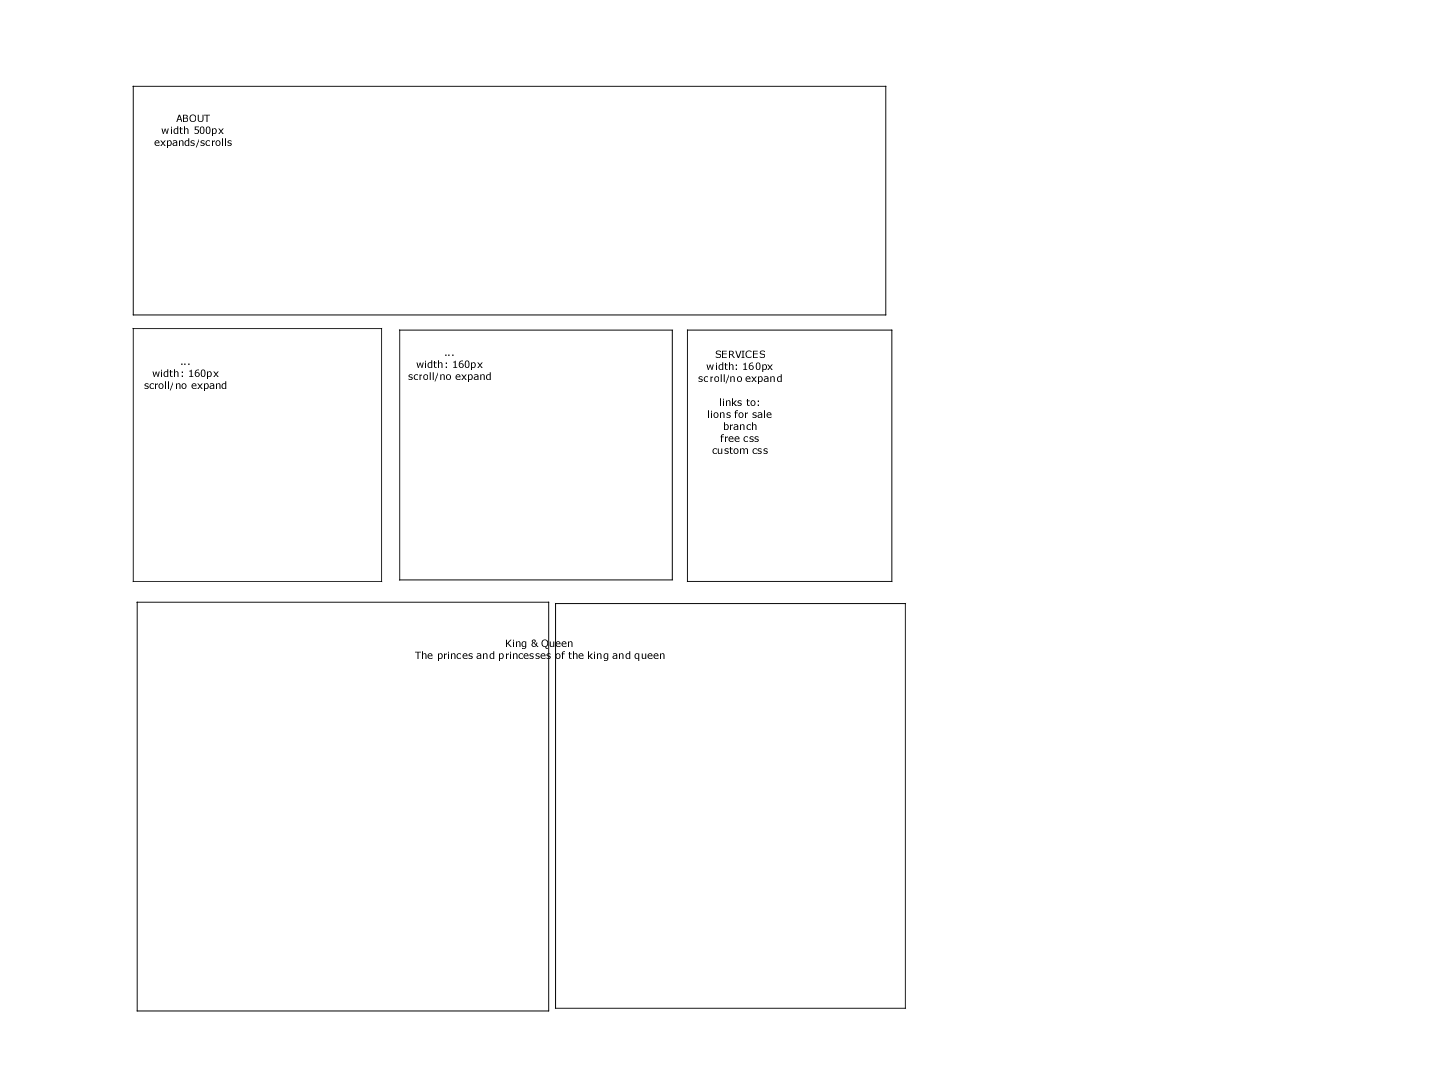 ABOUT
width 500px
expands/scrolls
...
width: 160px
scroll/no expand
...
width: 160px
scroll/no expand
SERVICES
width: 160px
scroll/no expand
links to:
lions for sale
branch
free css
custom css
King & Queen
The princes and princesses of the king and queen